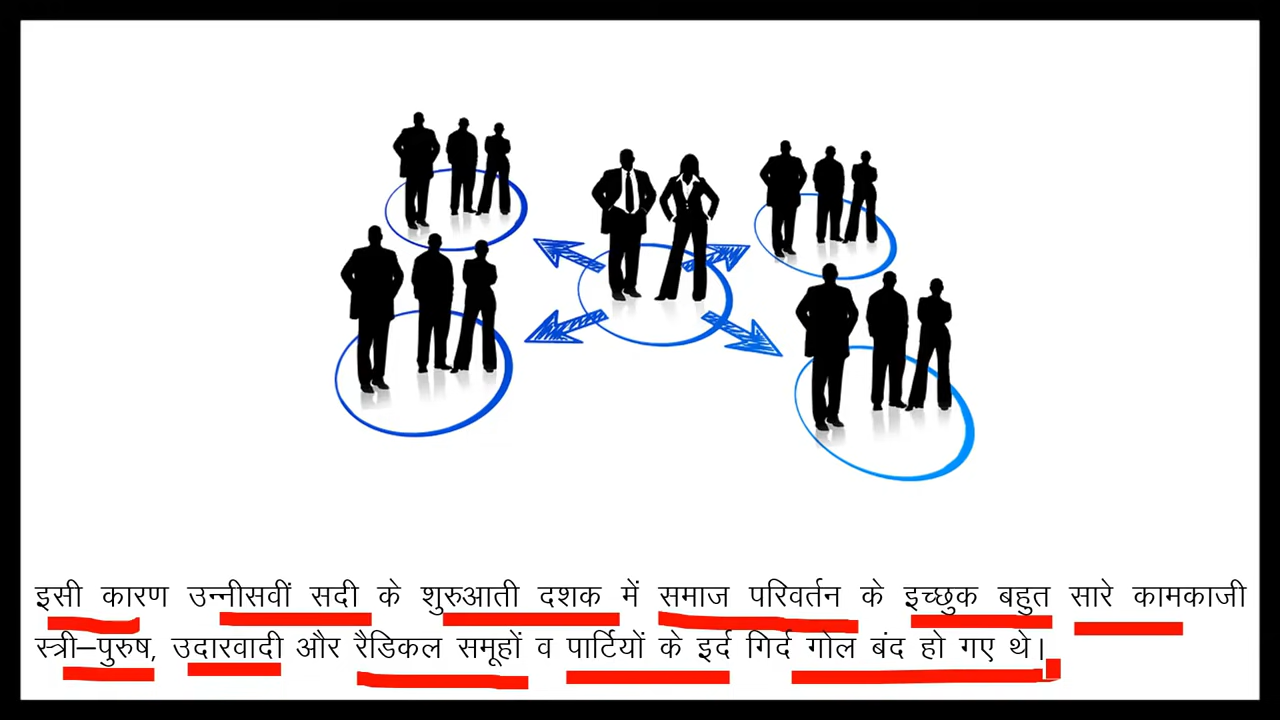 इसी कारण उन्नीसवीं सदी के शुरुआती दशक में समाज परिवर्तन के इच्छुक बहुत सारे कामकाजी
स्त्री–पुरुष, उदारवादी और रैडिकल समूहों व पार्टियों के इर्द गिर्द गोल बंद हो गए थे।